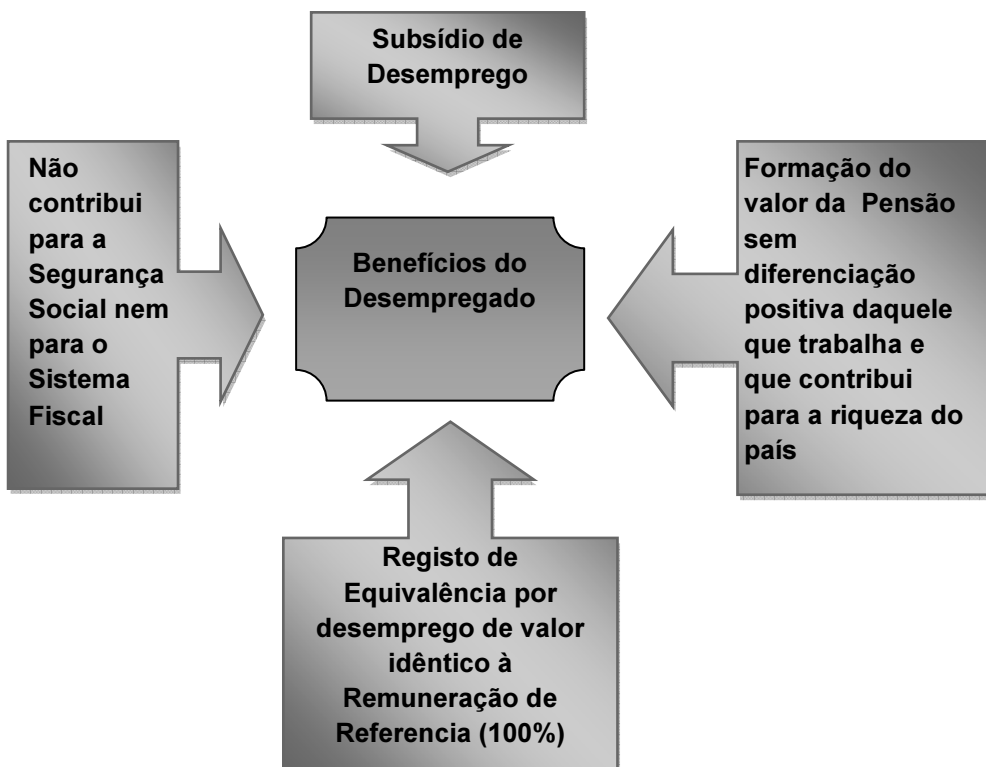 Subsídio de
Desemprego
Não
contribui
para a
Segurança
Social nem
para o
Sistema
Fiscal
Benefícios do
Desempregado
Formação do
valor da Pensão
sem
diferenciação
positiva daquele
que trabalha e
que contribui
para a riqueza do
país
Registo de
Equivalência por
desemprego de valor
idêntico à
Remuneração de
Referencia (100%)